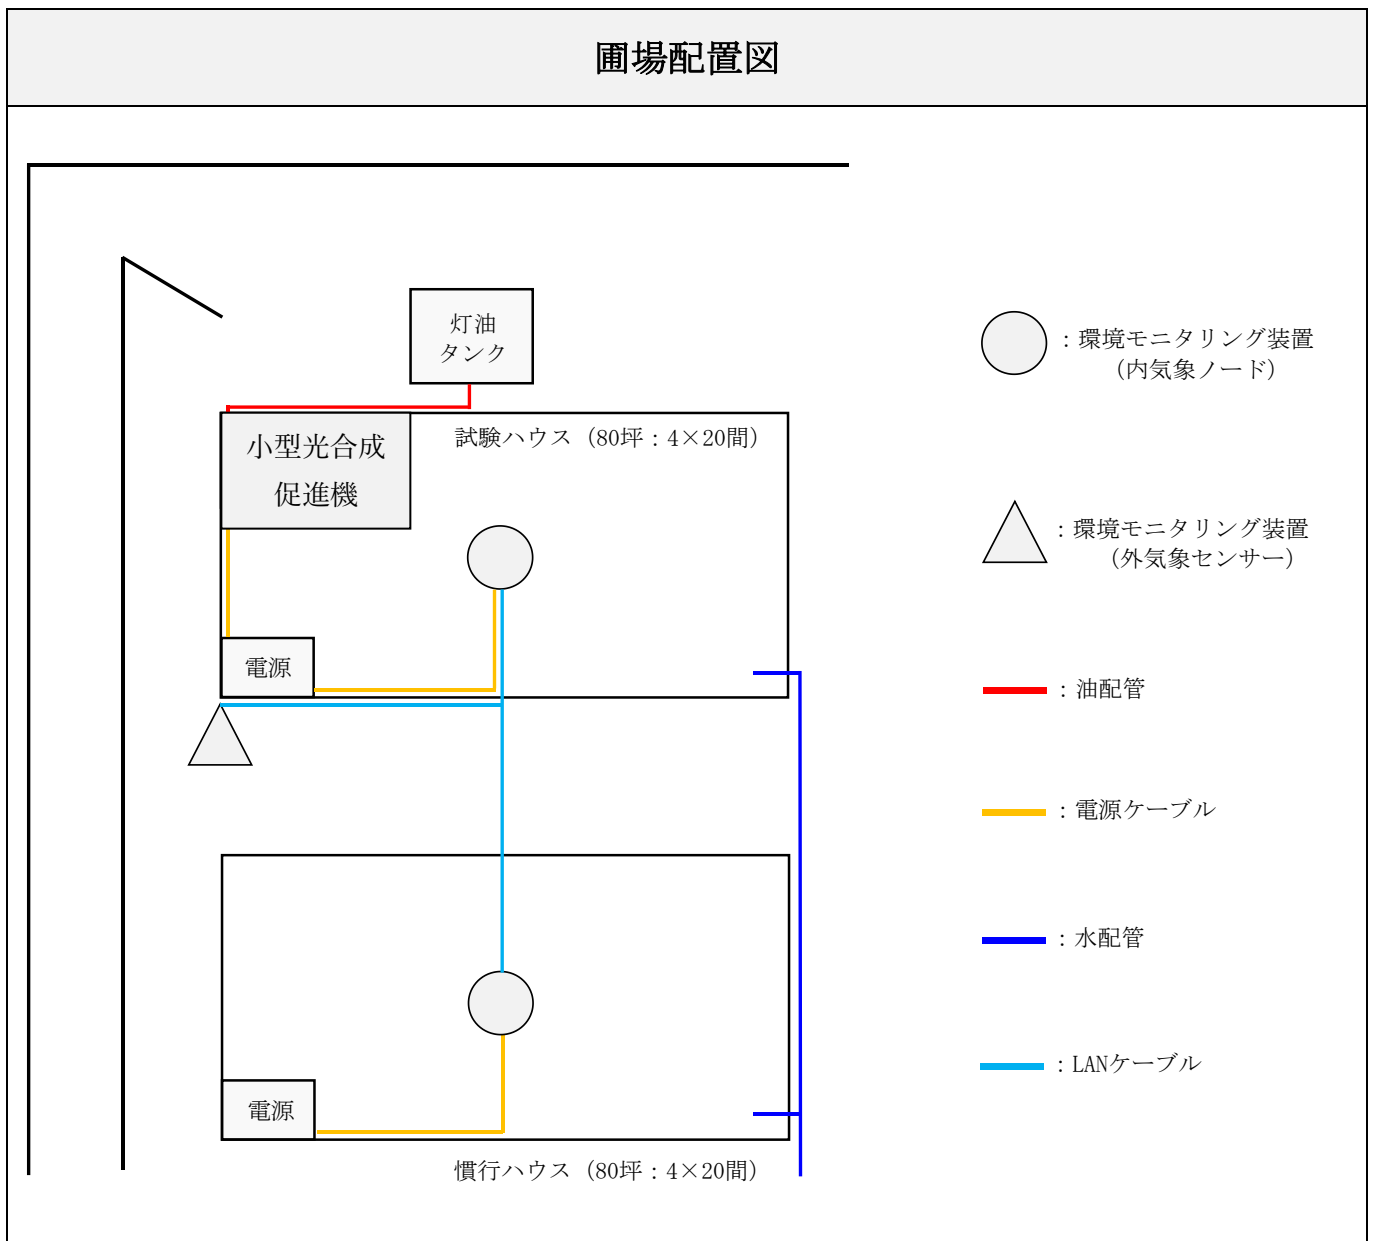 圃場配置図
灯油
タンク
小型光合成
促進機
試験ハウス（80坪：4×20間）
電源
電源
慣行ハウス（80坪：4×20間）
：環境モニタリング装置
（内気象ノード）
：環境モニタリング装置
（外気象センサー）
：油配管
：電源ケーブル
：水配管
：LANケーブル